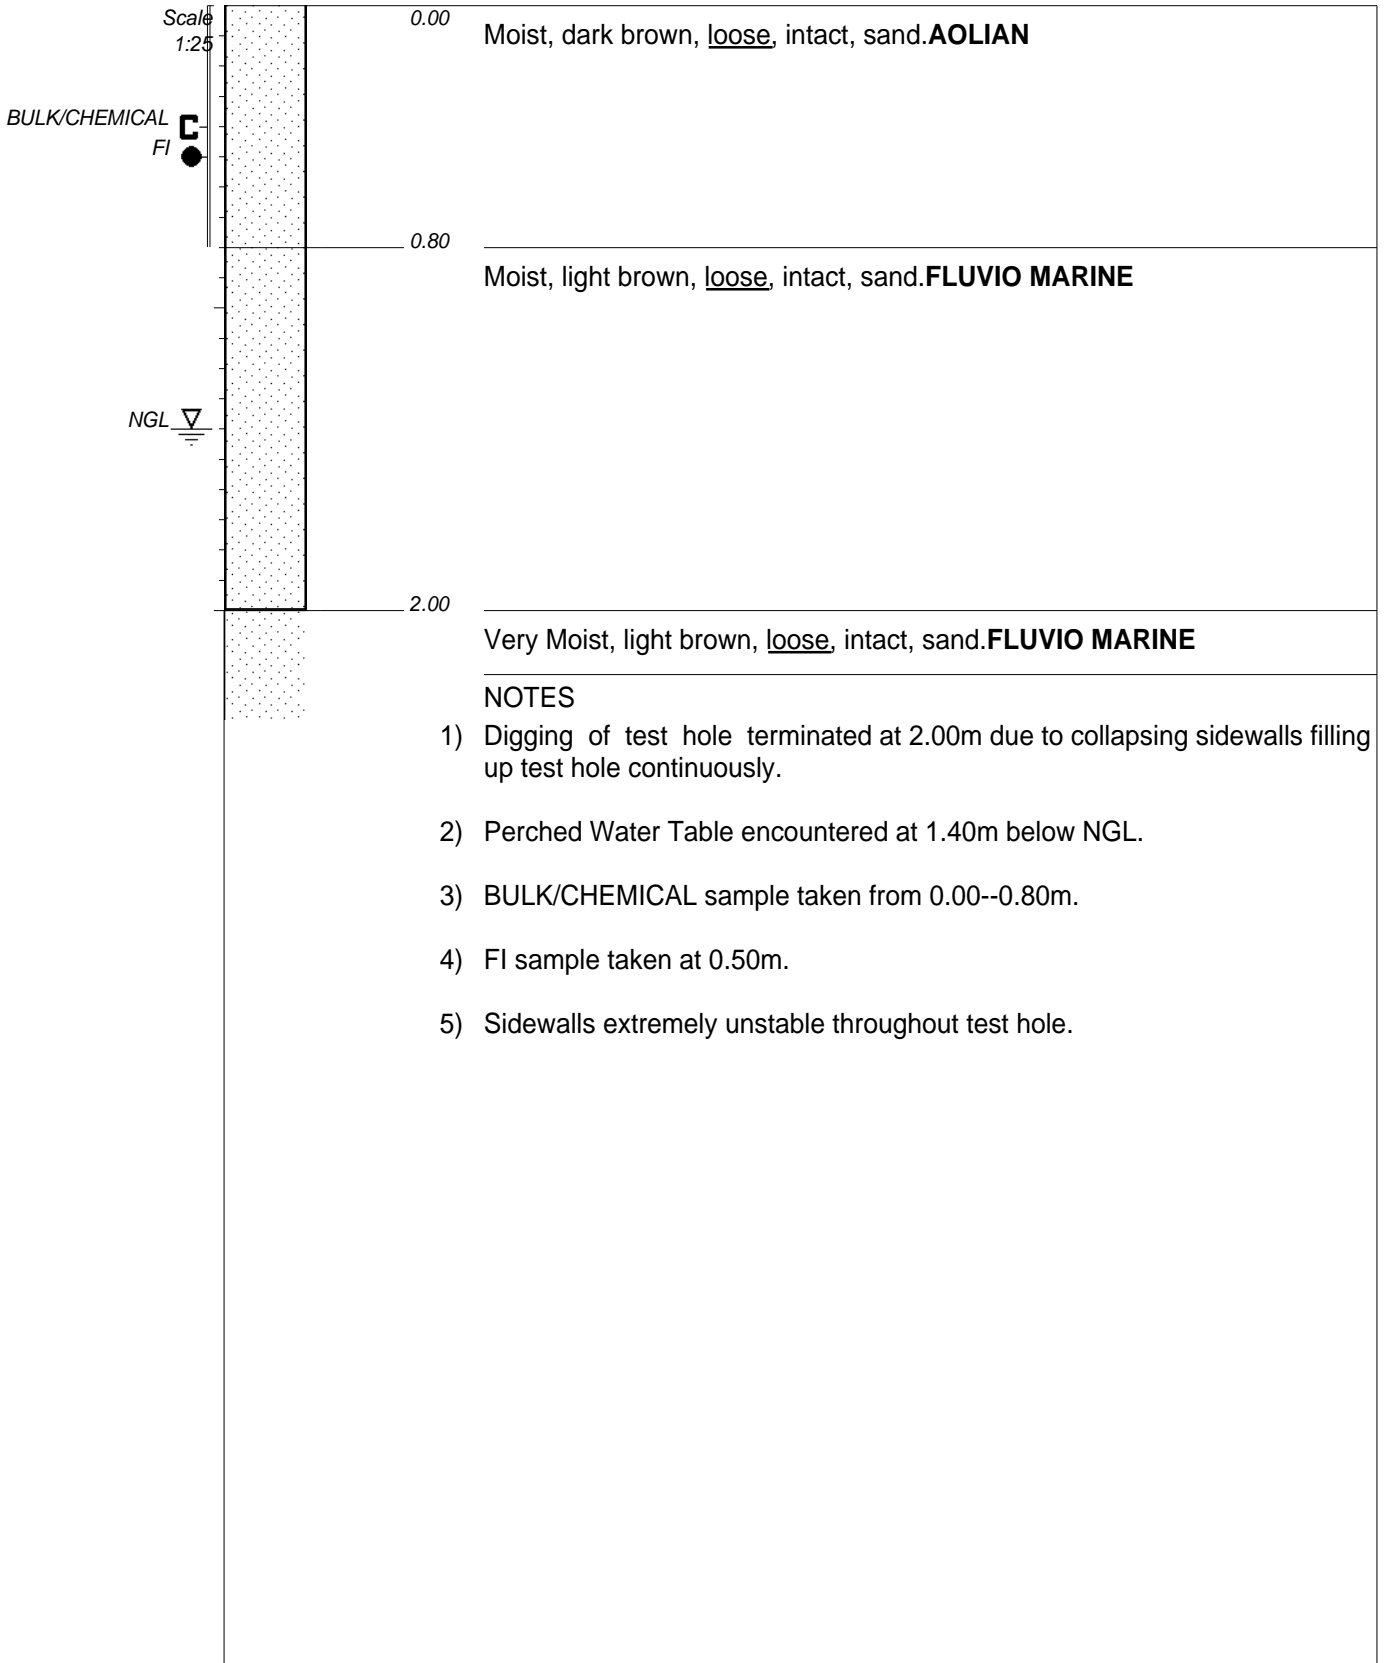 Scale
1:25
0.00
Moist, dark brown, loose, intact, sand.AOLIAN
BULK/CHEMICAL C
FI
0.80
Moist, light brown, loose, intact, sand.FLUVIO MARINE
NGL
2.00
Very Moist, light brown, loose, intact, sand.FLUVIO MARINE
NOTES
1) Digging of test hole terminated at 2.00m due to collapsing sidewalls filling
up test hole continuously.
2) Perched Water Table encountered at 1.40m below NGL.
3) BULK/CHEMICAL sample taken from 0.00--0.80m.
4) FI sample taken at 0.50m.
5) Sidewalls extremely unstable throughout test hole.